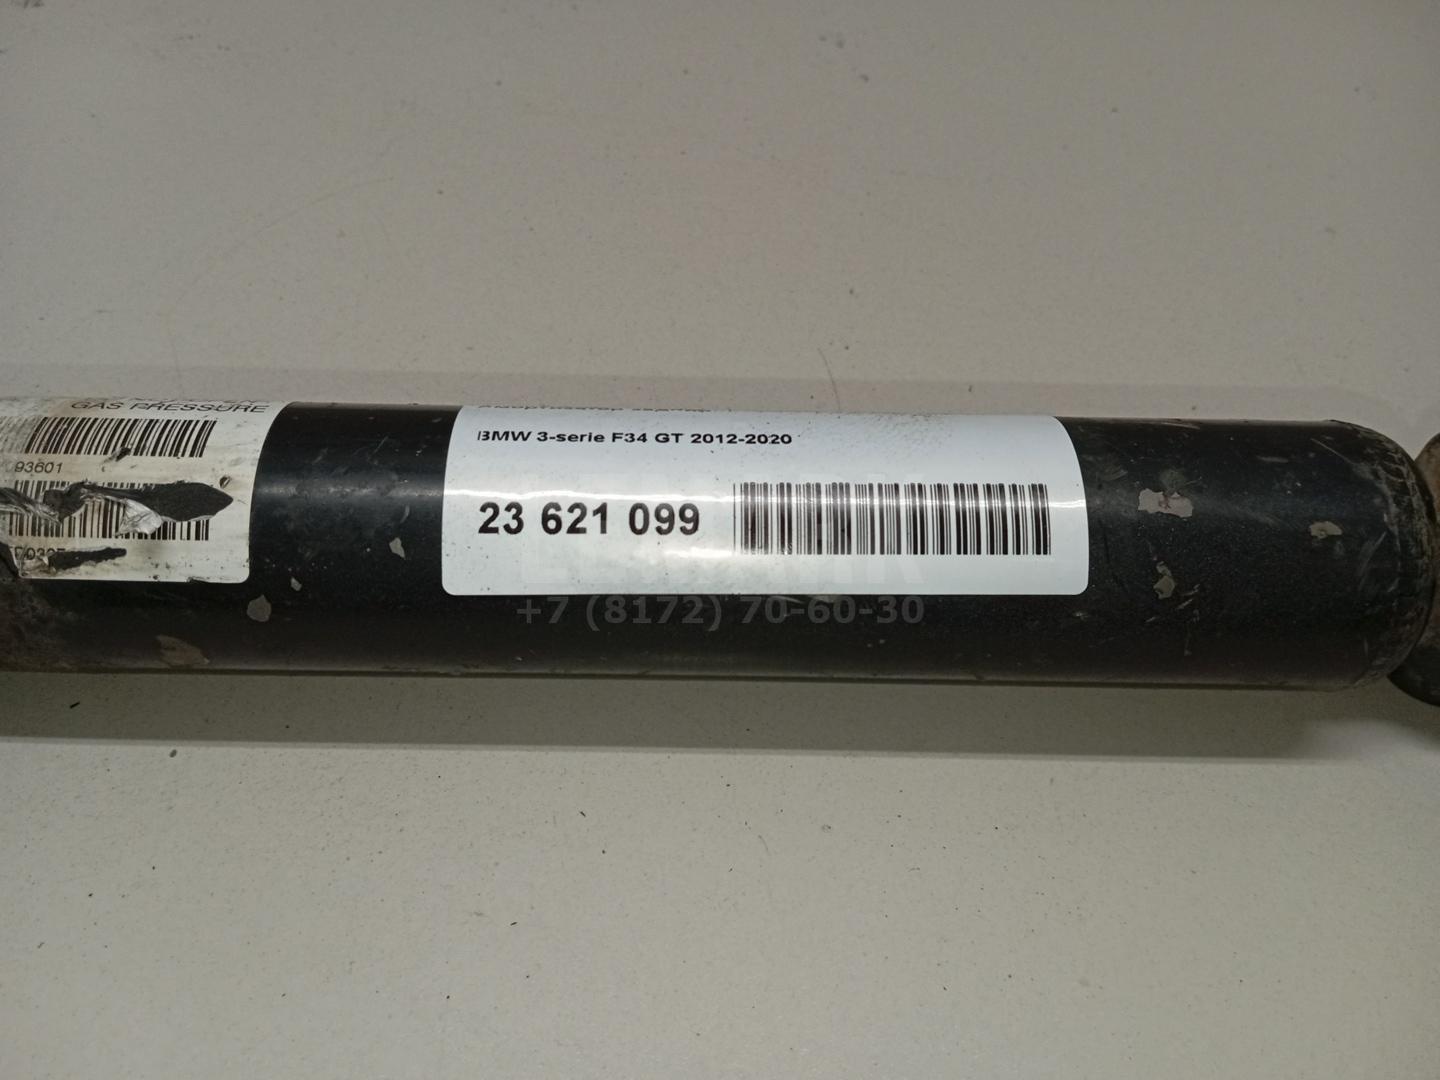 GAS PRESSURE
93601
BMW 3-serie F34 GT 2012-2020
23 621 099
+7 (8172) 70-60-30